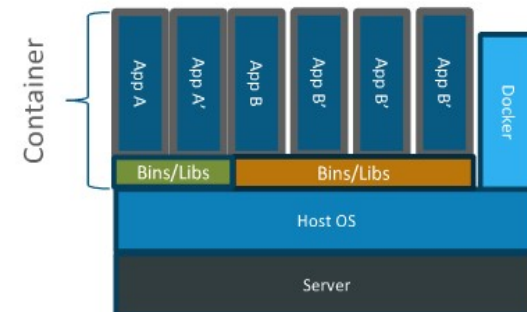 Container
App A
App A’
App B
App B’
App B’
App B’
Docker
Bins/Libs
Bins/Libs
Host OS
Server